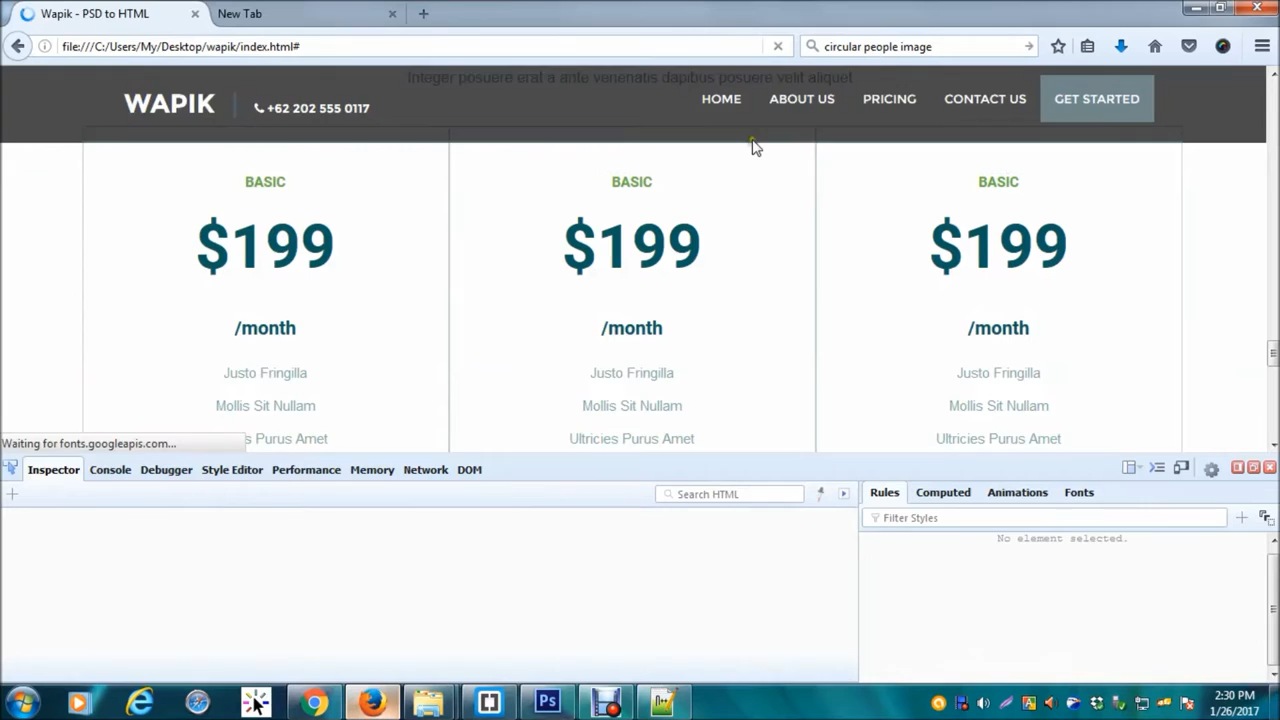 Wapik - PSD to HTML
New Tab
file:///C:/Users/My/Desktop/wapik/index.html#
circular people image
Integer posuere erat a ante venenatis dapibus posuere velit aliquet
WAPIK
+62 202 555 0117
HOME
ABOUT US
PRICING
CONTACT US
GET STARTED
BASIC
BASIC
BASIC
$199
$199
$199
/month
/month
/month
Justo Fringilla
Justo Fringilla
Justo Fringilla
Mollis Sit Nullam
Mollis Sit Nullam
Mollis Sit Nullam
Waiting for fonts.googleapis.com...
es Purus Amet
Ultricies Purus Amet
Ultricies Purus Amet
Inspector
Console
Debugger
Style Editor
Performance
Memory
Network
DOM
Search HTML
Rules
Computed
Animations
Fonts
Filter Styles
No element selected.
Ps
2:30 PM
1/26/2017